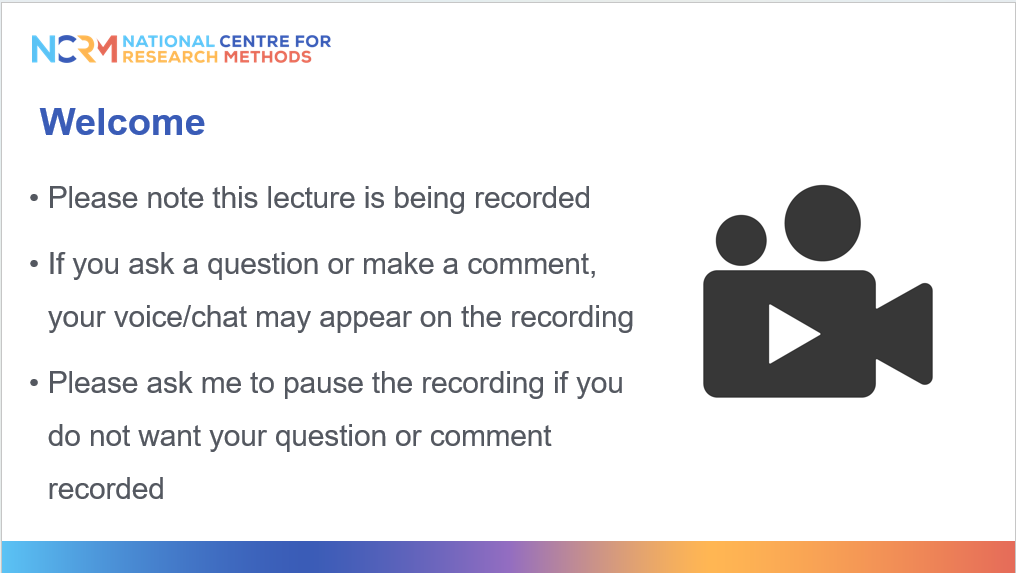 NCRM NATIONAL CENTRE FOR
RESEARCH METHODS
Welcome
• Please note this lecture is being recorded
• If you ask a question or make a comment,
your voice/chat may appear on the recording
• Please ask me to pause the recording if you
do not want your question or comment
recorded